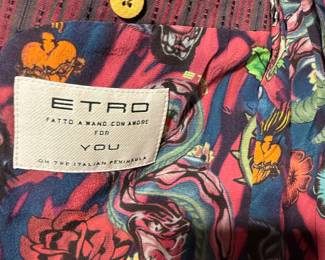 ETRO
FATTO A MANO CON AMORE
FOR
YOU
ON THE ITALIAN PENINSULA